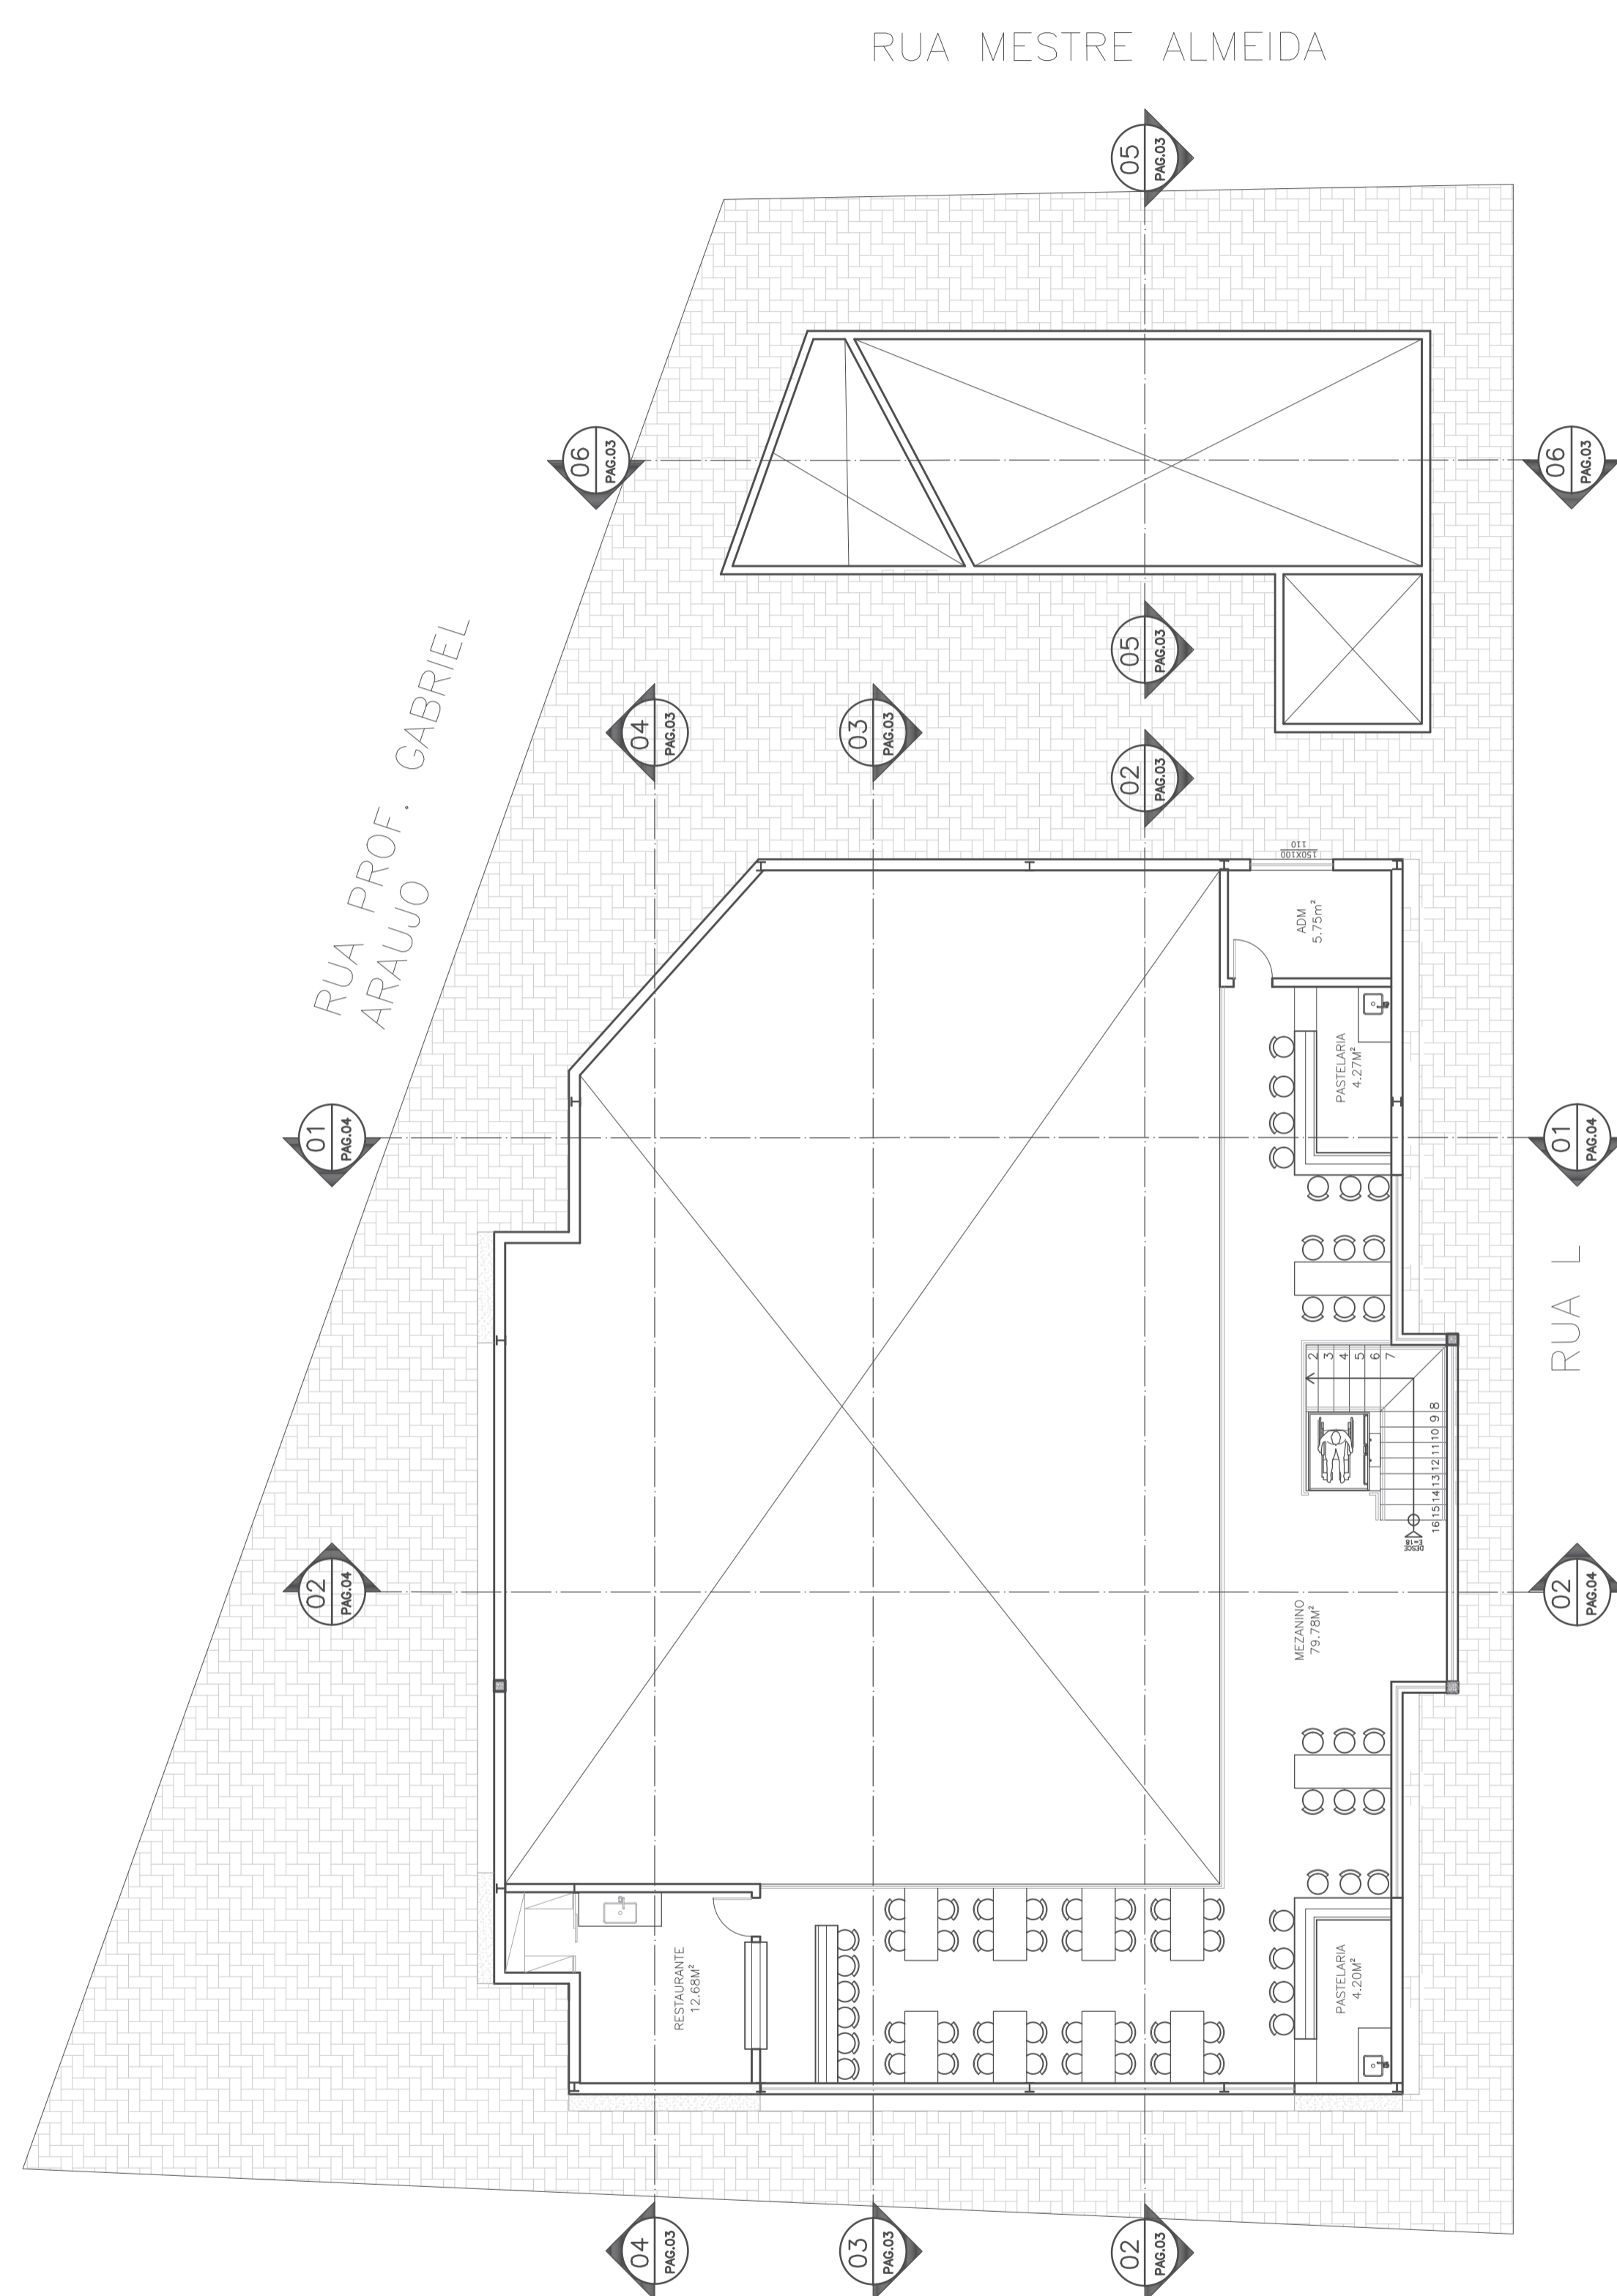 RUA MESTRE ALMEIDA
05
PAG.03
06
PAG.03
06
PAG.03
RUA PROF. GABRIEL
ARAUJO
05
PAG.03
04
PAG.03
03
PAG.03
02
PAG.03
150X100
110
ADM
5.75m²
PASTELARIA
4.27M²
01
PAG.04
01
PAG.04
RUA L
2
3
4
5
6
7
8
9
10
11
12
13
14
15
16
DESCE
E=18
02
PAG.04
02
PAG.04
MEZANINO
79.78M²
RESTAURANTE
12.68M²
PASTELARIA
4.20M²
04
PAG.03
03
PAG.03
02
PAG.03